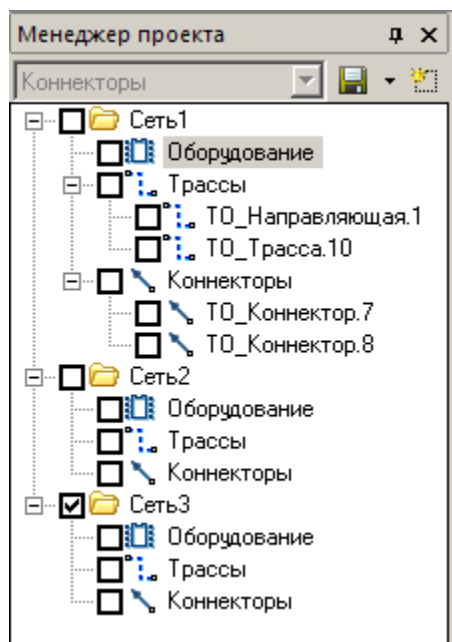 Менеджер проекта
Коннекторы
Сеть1
Оборудование
Трассы
ТО_Направляющая.1
ТО_Трасса.10
Коннекторы
ТО_Коннектор.7
ТО_Коннектор.8
Сеть2
Оборудование
Трассы
Коннекторы
Сеть3
Оборудование
Трассы
Коннекторы